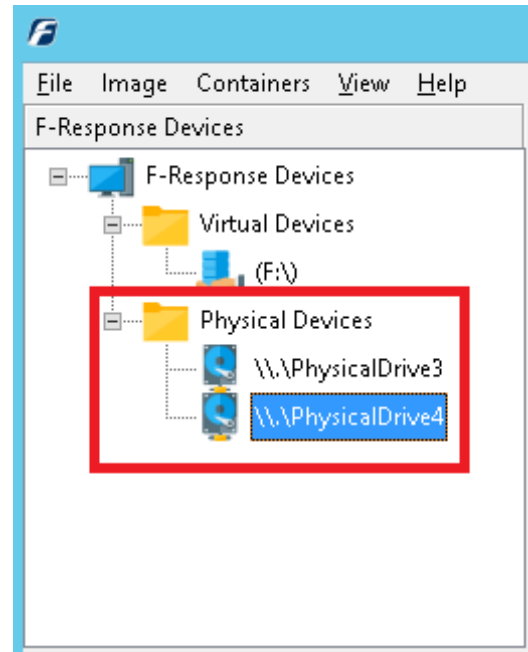 File Image Containers View Help
F-Response Devices
F-Response Devices
Virtual Devices
(F:\)
Physical Devices
\\.\PhysicalDrive3
\\.\PhysicalDrive4